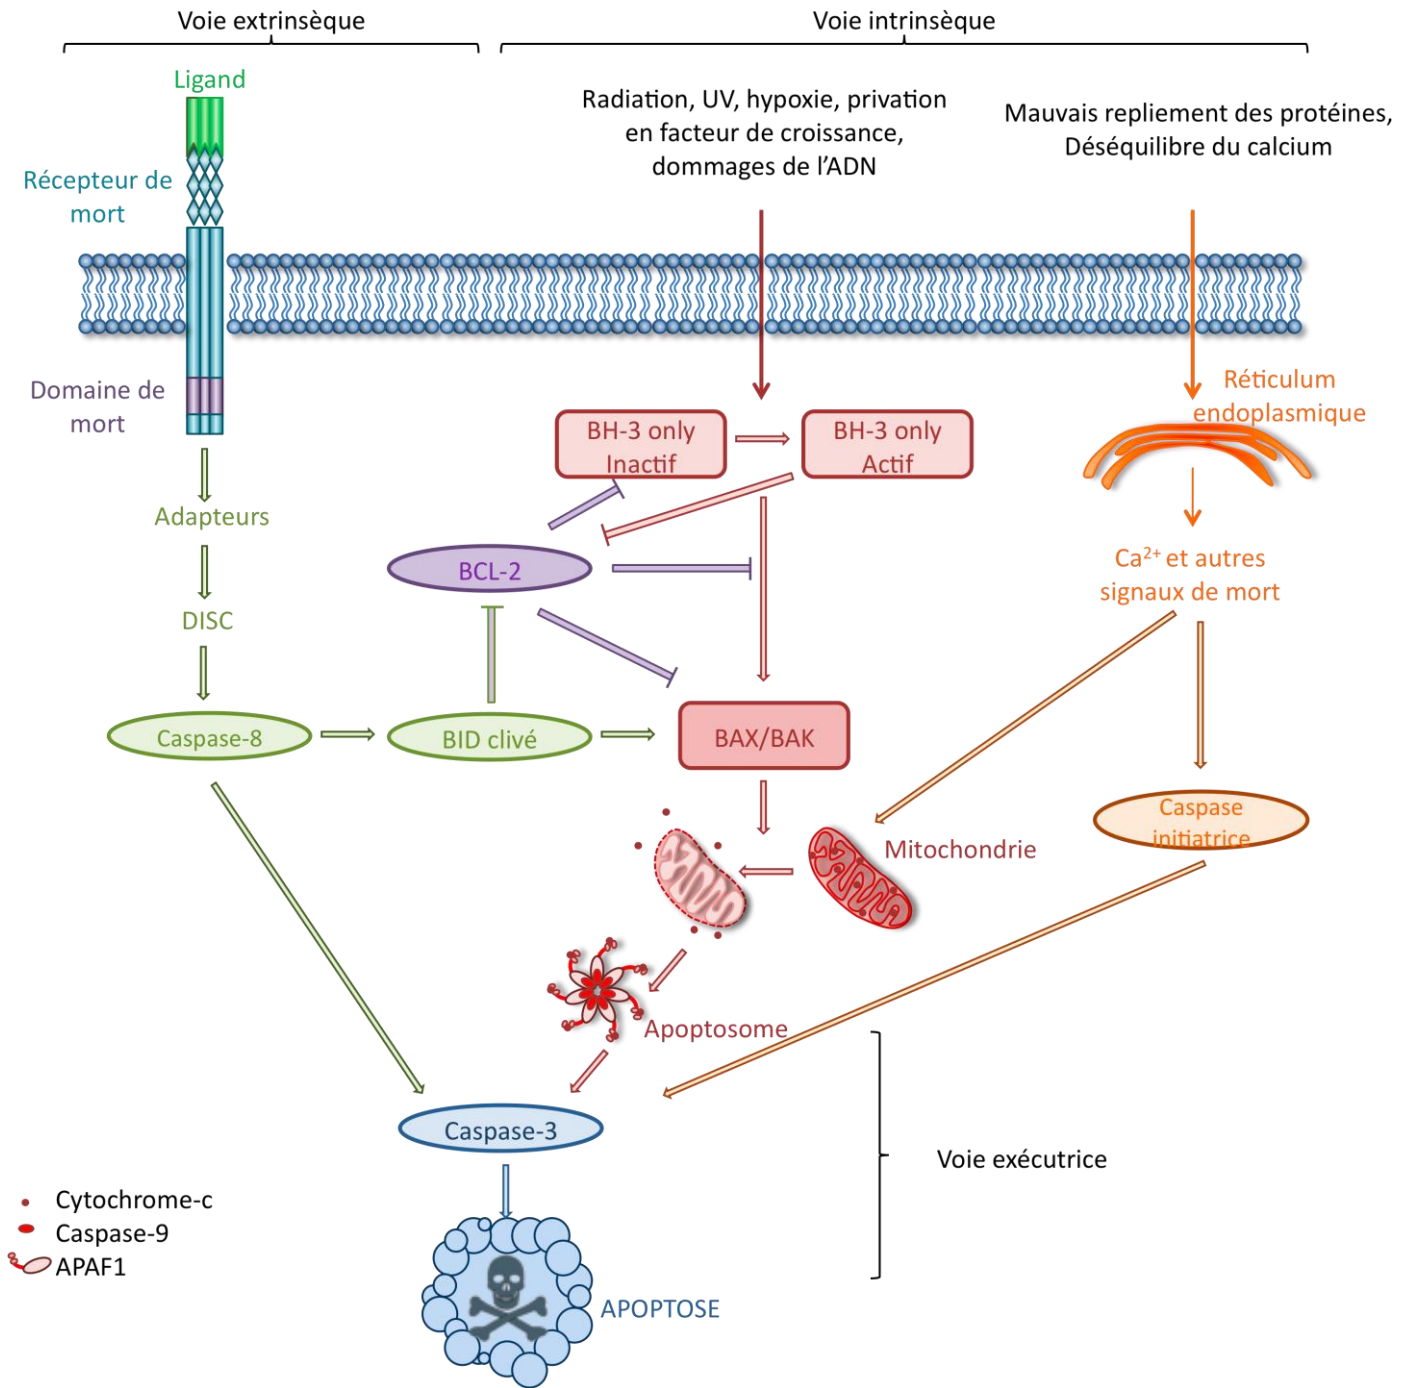 Voie extrinsèque
Voie intrinsèque
Ligand
Radiation, UV, hypoxie, privation
en facteur de croissance,
dommages de l’ADN
Mauvais repliement des protéines,
Déséquilibre du calcium
Récepteur de
mort
Domaine de
mort
Réticulum
endoplasmique
BH-3 only
Inactif
BH-3 only
Actif
Adapteurs
BCL-2
Ca²⁺ et autres
signaux de mort
DISC
Caspase-8
BID clivé
BAX/BAK
Caspase
initiatrice
Mitochondrie
Apoptosome
Caspase-3
Voie exécutrice
Cytochrome-c
Caspase-9
APAF1
APOPTOSE